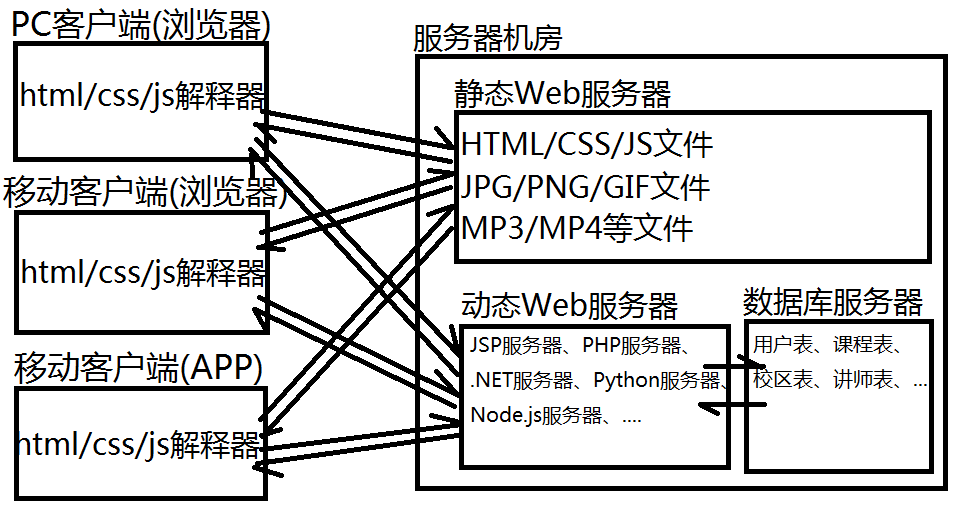 PC客户端(浏览器)
html/css/js解释器
移动客户端(浏览器)
html/css/js解释器
移动客户端(APP)
html/css/js解释器
服务器机房
静态Web服务器
HTML/CSS/JS文件
JPG/PNG/GIF文件
MP3/MP4等文件
动态Web服务器
JSP服务器、PHP服务器、
.NET服务器、Python服务器、
Node.js服务器、....
数据库服务器
用户表、课程表、
校区表、讲师表、...